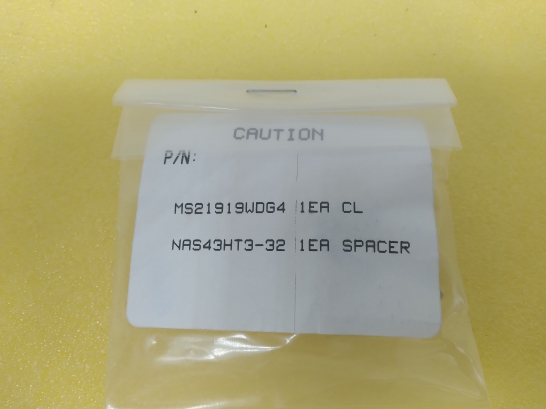 CAUTION
P/N:
MS21919WDG4 1EA CL
NAS43HT3-32 1EA SPACER